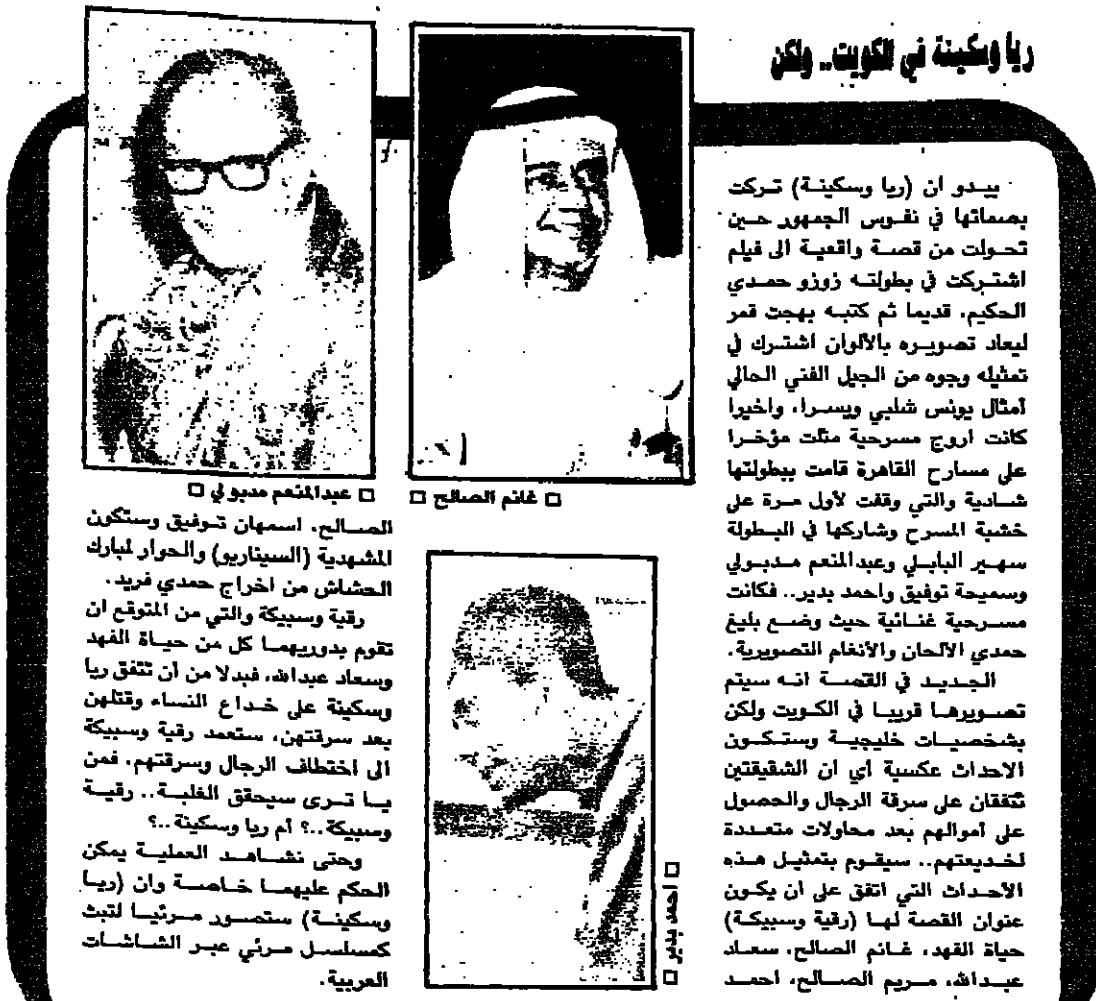 ريا وسكينة في الكويت.. ولكن
يبدو ان (ريا وسكينة) تركت
بصماتها في نفوس الجمهور حين
تحولت من قصة واقعية الى فيلم
اشتركت في بطولته زوزو حمدي
الحكيم، قديما ثم كتبه بهجت قمر
ليعاد تصويره بالألوان اشترك في
تمثيله وجوه من الجيل الفني الحالي
أمثال يونس شلبي ويسرا، واخيرا
كانت اروج مسرحية مثلت مؤخرا
على مسارح القاهرة قامت ببطولتها
شادية والتي وقفت لأول مرة على
خشبة المسرح وشاركها في البطولة
سهير البابلي وعبدالمنعم مدبولي
وسميحة توفيق واحمد بدير.. فكانت
مسرحية غنائية حيث وضع بليغ
حمدي الألحان والأنغام التصويرية.
الجديد في القصة انه سيتم
تصويرها قريبا في الكويت ولكن
بشخصيات خليجية وستكون
الاحداث عكسية أي ان الشقيقتين
تتفقان على سرقة الرجال والحصول
على أموالهم بعد محاولات متعددة
لخديعتهم.. سيقوم بتمثيل هذه
الأحداث التي اتفق على ان يكون
عنوان القصة لها (رقية وسبيكة)
حياة الفهد، غانم الصالح، سعاد
عبدالله، مريم الصالح، احمد
□ غانم الصالح □
□ عبدالمنعم مدبولي □
الصالح، اسمهان توفيق وستكون
المشهدية (السيناريو) والحوار لمبارك
الحشاش من اخراج حمدي فريد.
رقية وسبيكة والتي من المتوقع ان
تقوم بدوريهما كل من حياة الفهد
وسعاد عبدالله، فبدلا من أن تتفق ريا
وسكينة على خداع النساء وقتلهن
بعد سرقتهن، ستعمد رقية وسبيكة
الى اختطاف الرجال وسرقتهم، فمن
يا ترى سيحقق الغلبة.. رقية
وسبيكة..؟ أم ريا وسكينة..؟
وحتى نشاهد العملية يمكن
الحكم عليهما خاصة وان (ريا
وسكينة) ستصور مرئيا لتبث
كمسلسل مرئي عبر الشاشات
العربية.
□ احمد بدير □